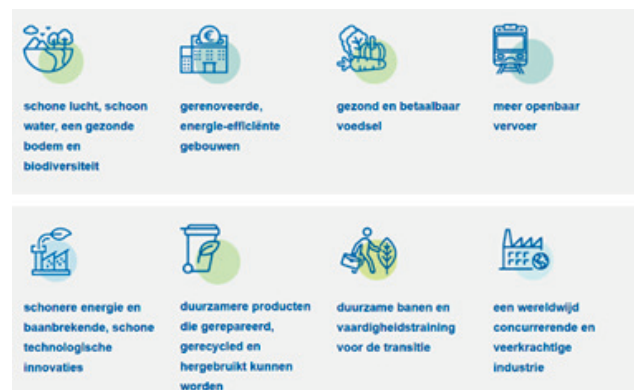 schone lucht, schoon
water, een gezonde
bodem en
biodiversiteit
gerenoveerde,
energie-efficiënte
gebouwen
gezond en betaalbaar
voedsel
meer openbaar
vervoer
schonere energie en
baanbrekende, schone
technologische
innovaties
duurzamere producten
die gerepareerd,
gerecycled en
hergebruikt kunnen
worden
duurzame banen en
vaardigheidstraining
voor de transitie
een wereldwijd
concurrerende en
veerkrachtige
industrie